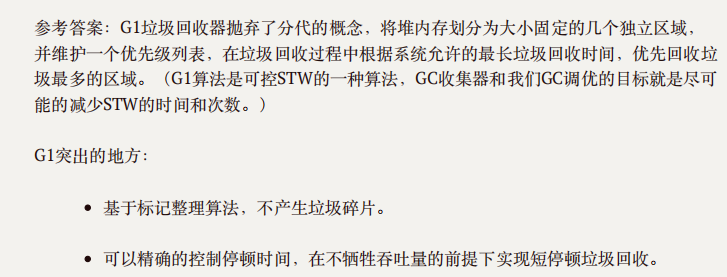 参考答案：G1垃圾回收器抛弃了分代的概念，将堆内存划分为大小固定的几个独立区域，
并维护一个优先级列表，在垃圾回收过程中根据系统允许的最长垃圾回收时间，优先回收垃
圾最多的区域。（G1算法是可控STW的一种算法，GC收集器和我们GC调优的目标就是尽可
能的减少STW的时间和次数。）
G1突出的地方：
• 基于标记整理算法，不产生垃圾碎片。
• 可以精确的控制停顿时间，在不牺牲吞吐量的前提下实现短停顿垃圾回收。